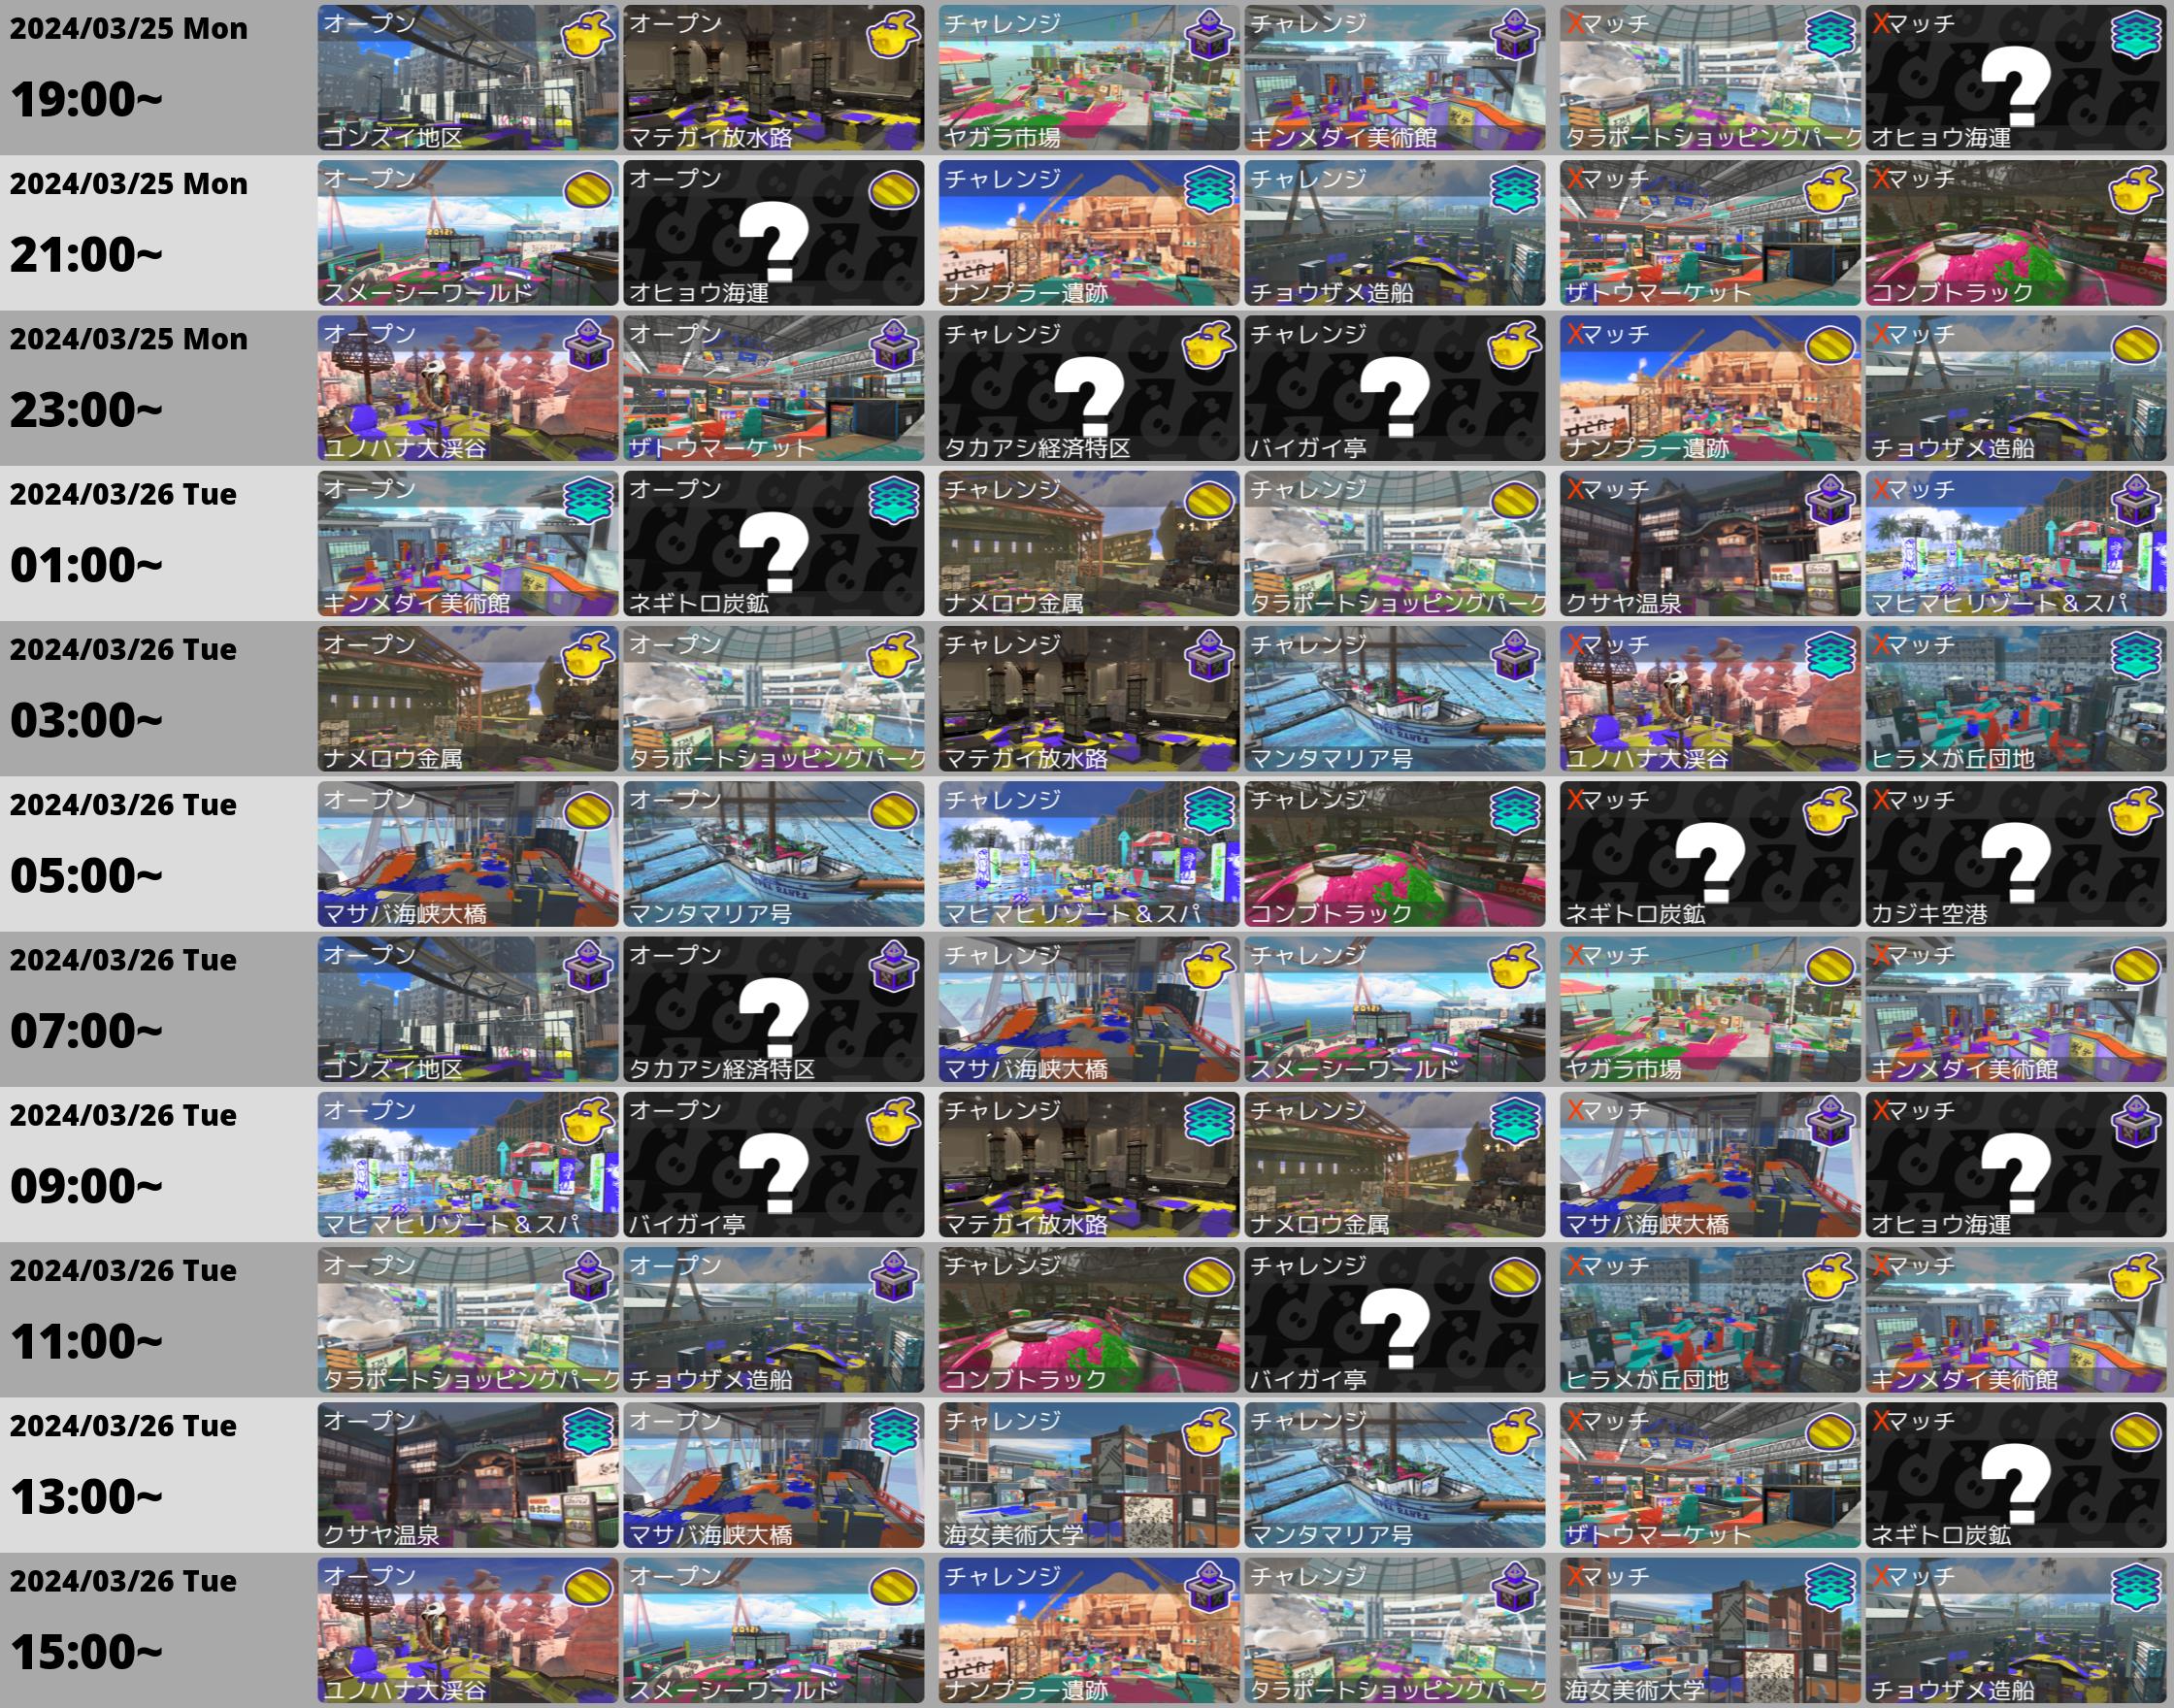 2024/03/25 Mon
19:00~
オープン オープン チャレンジ チャレンジ Xマッチ Xマッチ
ゴンズイ地区 マテガイ放水路 ヤガラ市場 キンメダイ美術館 タラポートショッピングパーク オヒョウ海運
2024/03/25 Mon
21:00~
オープン オープン チャレンジ チャレンジ Xマッチ Xマッチ
スメーシーワールド オヒョウ海運 ナンプラー遺跡 チョウザメ造船 ザトウマーケット コンブトラック
2024/03/25 Mon
23:00~
オープン オープン チャレンジ チャレンジ Xマッチ Xマッチ
ユノハナ大渓谷 ザトウマーケット タカアシ経済特区 バイガイ亭 ナンプラー遺跡 チョウザメ造船
2024/03/26 Tue
01:00~
オープン オープン チャレンジ チャレンジ Xマッチ Xマッチ
キンメダイ美術館 ネギトロ炭鉱 ナメロウ金属 タラポートショッピングパーク クサヤ温泉 マヒマヒリゾート&スパ
2024/03/26 Tue
03:00~
オープン オープン チャレンジ チャレンジ Xマッチ Xマッチ
ナメロウ金属 タラポートショッピングパーク マテガイ放水路 マンタマリア号 ユノハナ大渓谷 ヒラメが丘団地
2024/03/26 Tue
05:00~
オープン オープン チャレンジ チャレンジ Xマッチ Xマッチ
マサバ海峡大橋 マンタマリア号 マヒマヒリゾート&スパ コンブトラック ネギトロ炭鉱 カジキ空港
2024/03/26 Tue
07:00~
オープン オープン チャレンジ チャレンジ Xマッチ Xマッチ
ゴンズイ地区 タカアシ経済特区 マサバ海峡大橋 スメーシーワールド ヤガラ市場 キンメダイ美術館
2024/03/26 Tue
09:00~
オープン オープン チャレンジ チャレンジ Xマッチ Xマッチ
マヒマヒリゾート&スパ バイガイ亭 マテガイ放水路 ナメロウ金属 マサバ海峡大橋 オヒョウ海運
2024/03/26 Tue
11:00~
オープン オープン チャレンジ チャレンジ Xマッチ Xマッチ
タラポートショッピングパーク チョウザメ造船 コンブトラック バイガイ亭 ヒラメが丘団地 キンメダイ美術館
2024/03/26 Tue
13:00~
オープン オープン チャレンジ チャレンジ Xマッチ Xマッチ
クサヤ温泉 マサバ海峡大橋 海女美術大学 マンタマリア号 ザトウマーケット ネギトロ炭鉱
2024/03/26 Tue
15:00~
オープン オープン チャレンジ チャレンジ Xマッチ Xマッチ
ユノハナ大渓谷 スメーシーワールド ナンプラー遺跡 タラポートショッピングパーク 海女美術大学 チョウザメ造船